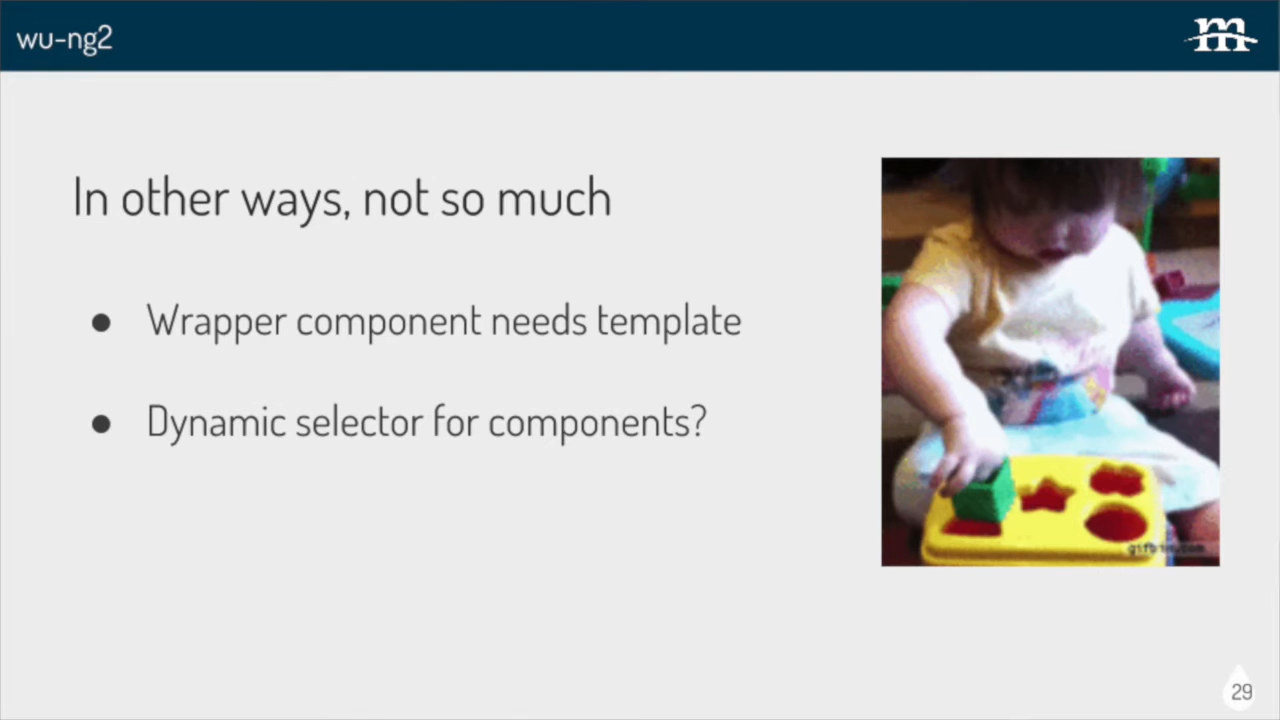 wu-ng2
In other ways, not so much
● Wrapper component needs template
● Dynamic selector for components?
29